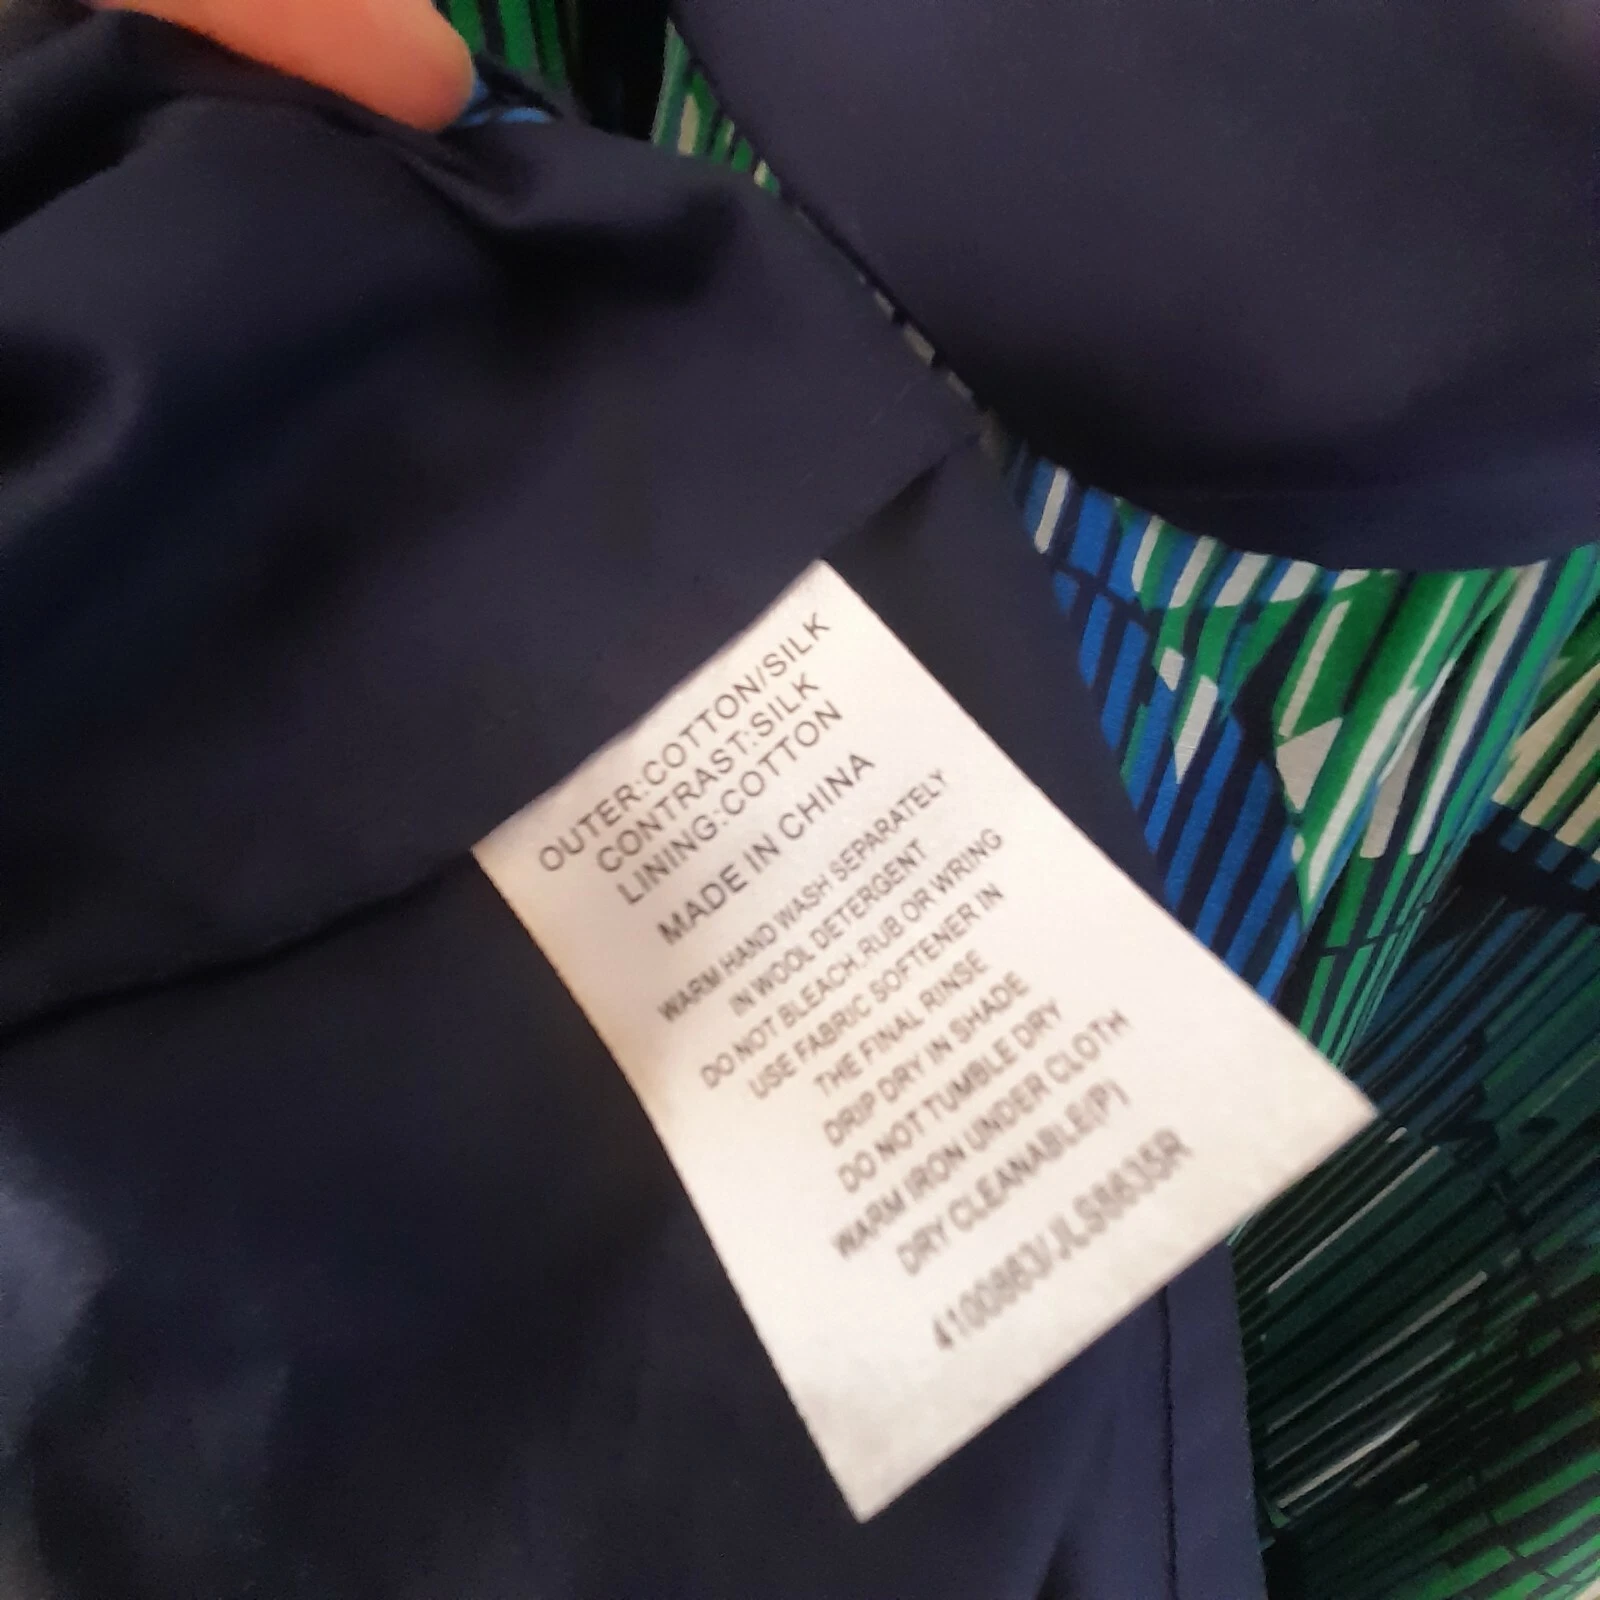 OUTER:COTTON/SILK
CONTRAST:SILK
LINING:COTTON
MADE IN CHINA
WARM HAND WASH SEPARATELY
IN WOOL DETERGENT
DO NOT BLEACH,RUB OR WRING
USE FABRIC SOFTENER IN
THE FINAL RINSE
DRIP DRY IN SHADE
DO NOT TUMBLE DRY
WARM IRON UNDER CLOTH
DRY CLEANABLE(P)